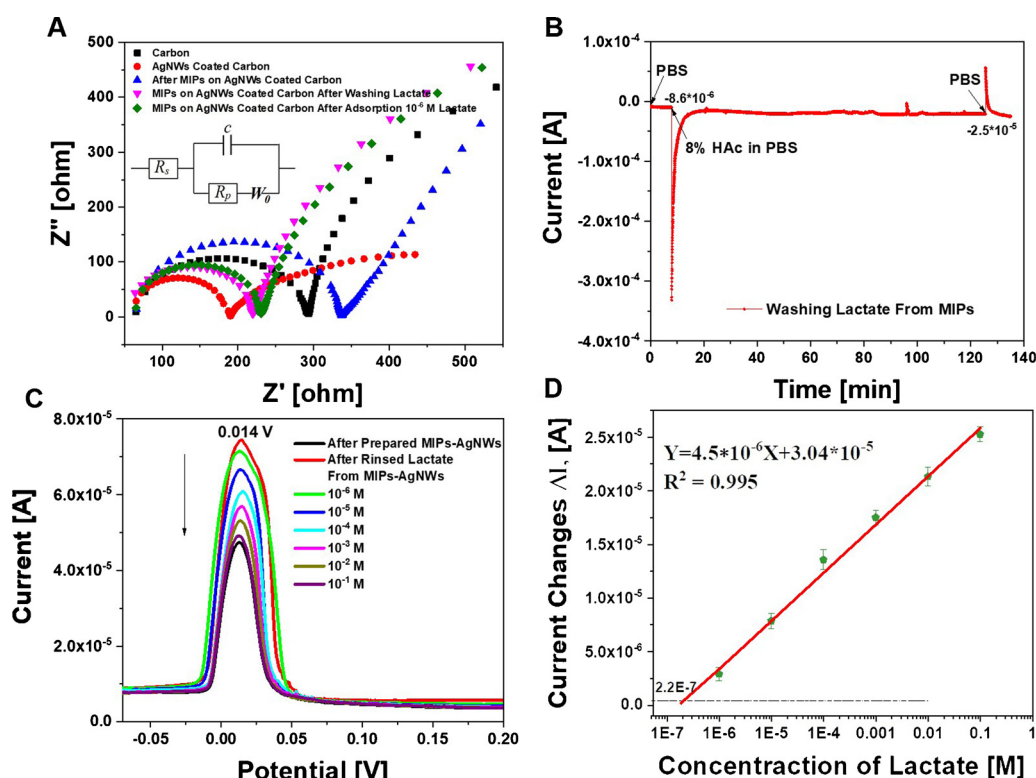 A
500
400
300
200
100
0
Z" [ohm]
Carbon
AgNWs Coated Carbon
After MIPs on AgNWs Coated Carbon
MIPs on AgNWs Coated Carbon After Washing Lactate
MIPs on AgNWs Coated Carbon After Adsorption 10⁻⁶ M Lactate
c
Rs
Rp
W0
100 200 300 400 500
Z' [ohm]
B
1.0x10⁻⁴
0.0
-1.0x10⁻⁴
-2.0x10⁻⁴
-3.0x10⁻⁴
-4.0x10⁻⁴
Current [A]
PBS
-8.6*10⁻⁶
8% HAc in PBS
PBS
-2.5*10⁻⁵
Washing Lactate From MIPs
0 20 40 60 80 100 120 140
Time [min]
C
8.0x10⁻⁵
6.0x10⁻⁵
4.0x10⁻⁵
2.0x10⁻⁵
0.0
Current [A]
0.014 V
After Prepared MIPs-AgNWs
After Rinsed Lactate
From MIPs-AgNWs
10⁻⁶ M
10⁻⁵ M
10⁻⁴ M
10⁻³ M
10⁻² M
10⁻¹ M
-0.05 0.00 0.05 0.10 0.15 0.20
Potential [V]
D
2.5x10⁻⁵
2.0x10⁻⁵
1.5x10⁻⁵
1.0x10⁻⁵
5.0x10⁻⁶
0.0
Current Changes ΔI, [A]
Y=4.5*10⁻⁶X+3.04*10⁻⁵
R² = 0.995
2.2E-7
1E-7 1E-6 1E-5 1E-4 0.001 0.01 0.1 1
Concentraction of Lactate [M]